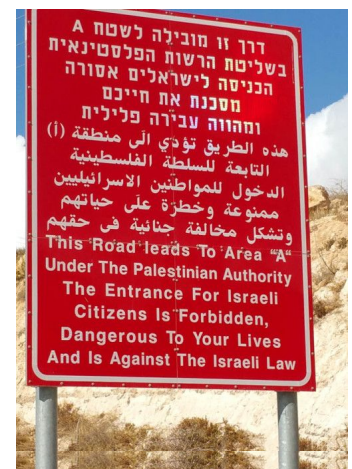 דרך זו מובילה לשטח A
בשליטת הרשות הפלסטינאית
הכניסה לישראלים אסורה
מסכנת את חייכם
ומהווה עבירה פלילית
هذه الطريق تؤدي الى منطقة (أ)
التابعة للسلطة الفلسطينية
الدخول للمواطنين الاسرائيليين
ممنوعة وخطرة على حياتهم
وتشكل مخالفة جنائية في حقهم
This Road leads To Area "A"
Under The Palestinian Authority
The Entrance For Israeli
Citizens Is Forbidden,
Dangerous To Your Lives
And Is Against The Israeli Law